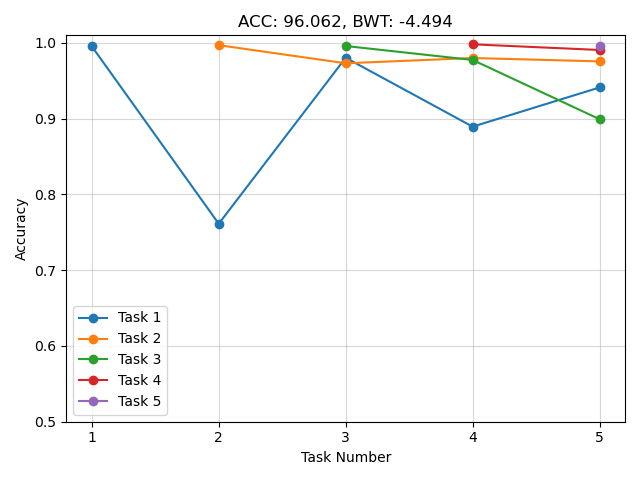 ACC: 96.062, BWT: -4.494
1.0
0.9
0.8
0.7
0.6
0.5
Accuracy
Task 1
Task 2
Task 3
Task 4
Task 5
1 2 3 4 5
Task Number